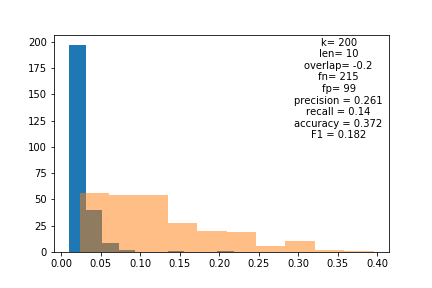 200
175
150
125
100
75
50
25
0
0.00 0.05 0.10 0.15 0.20 0.25 0.30 0.35 0.40
k= 200
len= 10
overlap= -0.2
fn= 215
fp= 99
precision = 0.261
recall = 0.14
accuracy = 0.372
F1 = 0.182